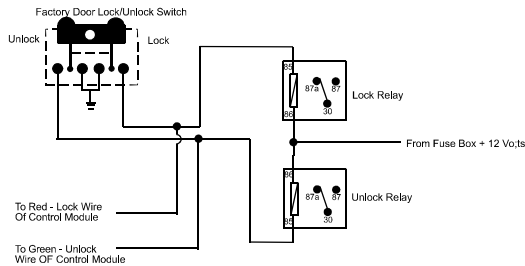 Factory Door Lock/Unlock Switch
Unlock
Lock
85
87a 87
30
86
Lock Relay
From Fuse Box + 12 Vo;ts
86
87a 87
30
85
Unlock Relay
To Red - Lock Wire
Of Control Module
To Green - Unlock
Wire OF Control Module